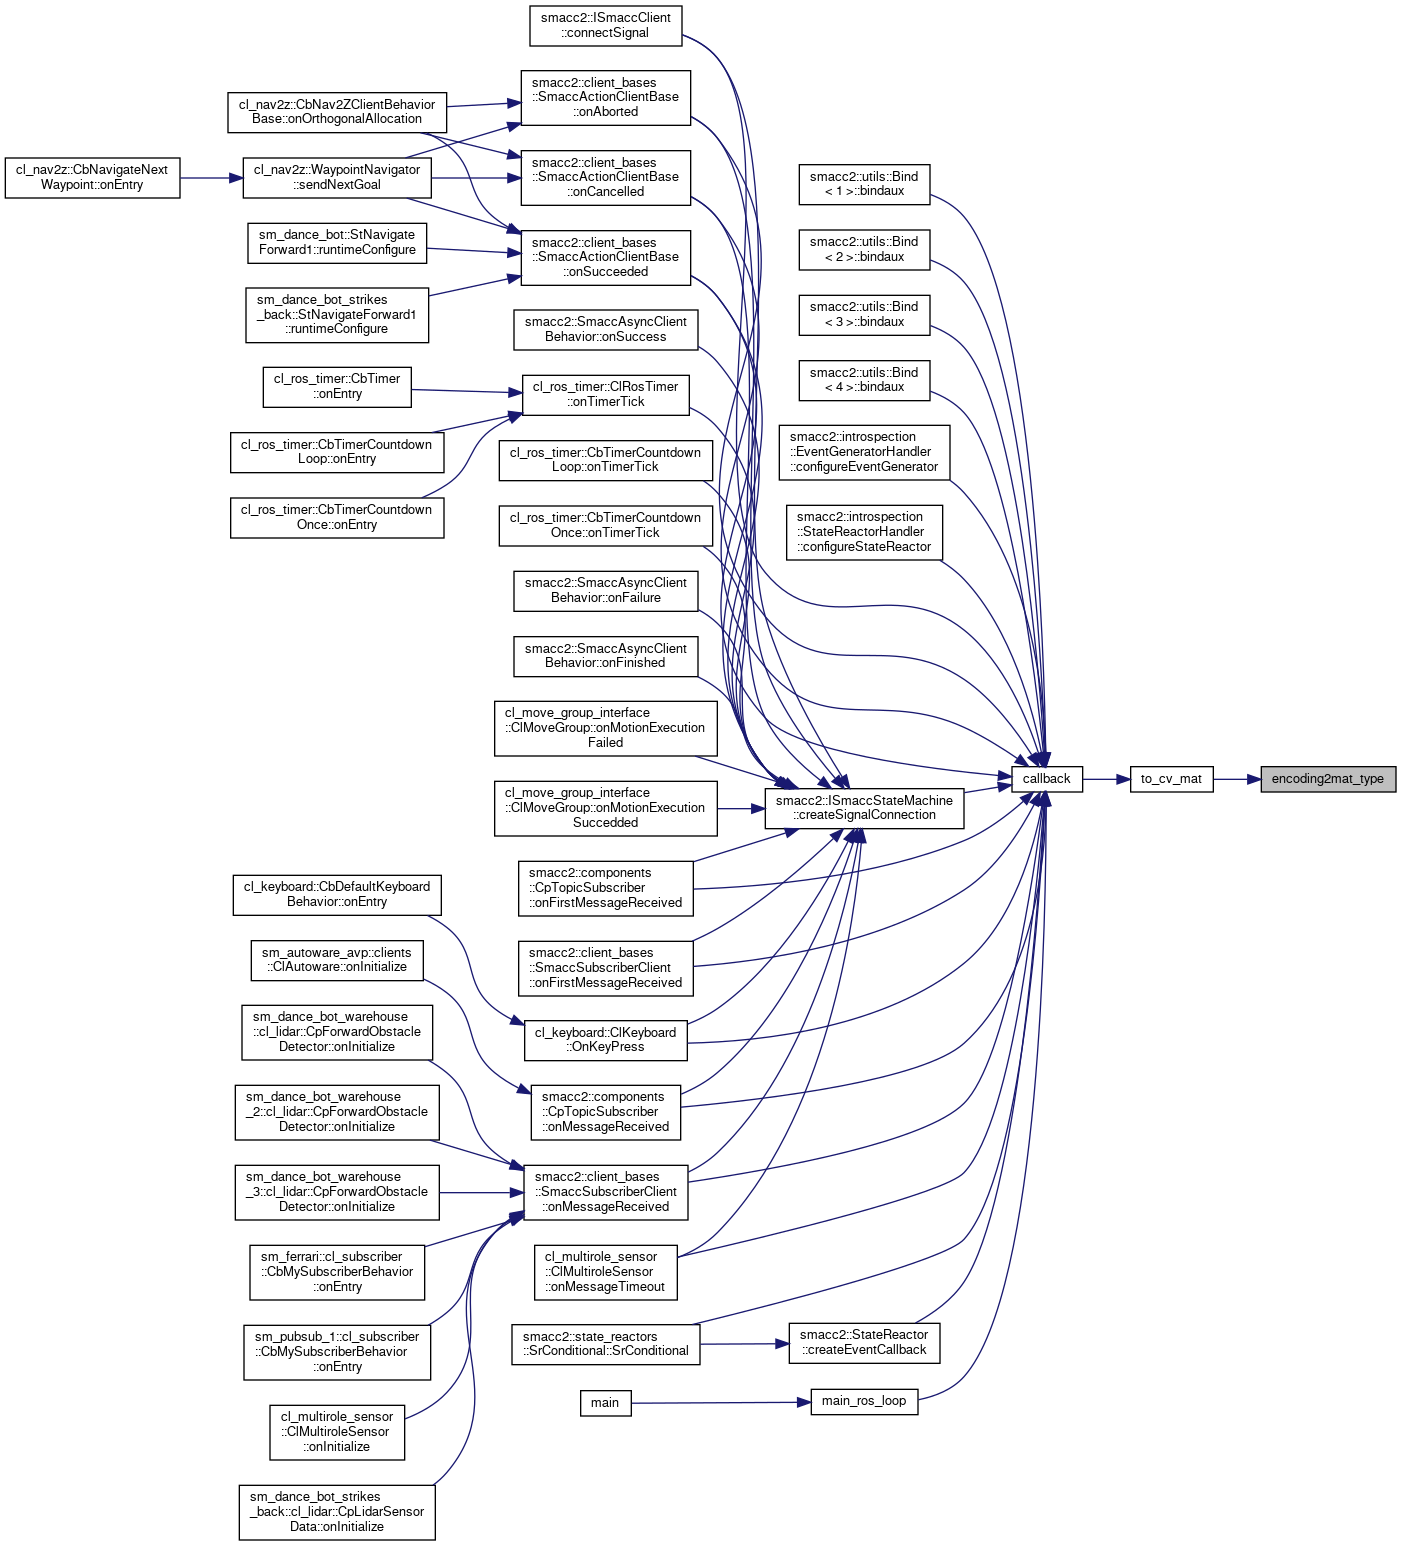 smacc2::ISmaccClient
::connectSignal
smacc2::client_bases
::SmaccActionClientBase
::onAborted
cl_nav2z::CbNav2ZClientBehavior
Base::onOrthogonalAllocation
cl_nav2z::CbNavigateNext
Waypoint::onEntry
cl_nav2z::WaypointNavigator
::sendNextGoal
smacc2::client_bases
::SmaccActionClientBase
::onCancelled
sm_dance_bot::StNavigate
Forward1::runtimeConfigure
smacc2::client_bases
::SmaccActionClientBase
::onSucceeded
sm_dance_bot_strikes
_back::StNavigateForward1
::runtimeConfigure
smacc2::SmaccAsyncClient
Behavior::onSuccess
cl_ros_timer::CbTimer
::onEntry
cl_ros_timer::ClRosTimer
::onTimerTick
cl_ros_timer::CbTimerCountdown
Loop::onEntry
cl_ros_timer::CbTimerCountdown
Loop::onTimerTick
cl_ros_timer::CbTimerCountdown
Once::onEntry
cl_ros_timer::CbTimerCountdown
Once::onTimerTick
smacc2::SmaccAsyncClient
Behavior::onFailure
smacc2::SmaccAsyncClient
Behavior::onFinished
cl_move_group_interface
::ClMoveGroup::onMotionExecution
Failed
cl_move_group_interface
::ClMoveGroup::onMotionExecution
Succedded
smacc2::components
::CpTopicSubscriber
::onFirstMessageReceived
cl_keyboard::CbDefaultKeyboard
Behavior::onEntry
smacc2::client_bases
::SmaccSubscriberClient
::onFirstMessageReceived
sm_autoware_avp::clients
::ClAutoware::onInitialize
cl_keyboard::ClKeyboard
::OnKeyPress
sm_dance_bot_warehouse
::cl_lidar::CpForwardObstacle
Detector::onInitialize
smacc2::components
::CpTopicSubscriber
::onMessageReceived
sm_dance_bot_warehouse
_2::cl_lidar::CpForwardObstacle
Detector::onInitialize
smacc2::client_bases
::SmaccSubscriberClient
::onMessageReceived
sm_dance_bot_warehouse
_3::cl_lidar::CpForwardObstacle
Detector::onInitialize
sm_ferrari::cl_subscriber
::CbMySubscriberBehavior
::onEntry
cl_multirole_sensor
::ClMultiroleSensor
::onMessageTimeout
sm_pubsub_1::cl_subscriber
::CbMySubscriberBehavior
::onEntry
smacc2::state_reactors
::SrConditional::SrConditional
cl_multirole_sensor
::ClMultiroleSensor
::onInitialize
main
sm_dance_bot_strikes
_back::cl_lidar::CpLidarSensor
Data::onInitialize
smacc2::utils::Bind
< 1 >::bindaux
smacc2::utils::Bind
< 2 >::bindaux
smacc2::utils::Bind
< 3 >::bindaux
smacc2::utils::Bind
< 4 >::bindaux
smacc2::introspection
::EventGeneratorHandler
::configureEventGenerator
smacc2::introspection
::StateReactorHandler
::configureStateReactor
smacc2::ISmaccStateMachine
::createSignalConnection
smacc2::StateReactor
::createEventCallback
main_ros_loop
callback
to_cv_mat
encoding2mat_type